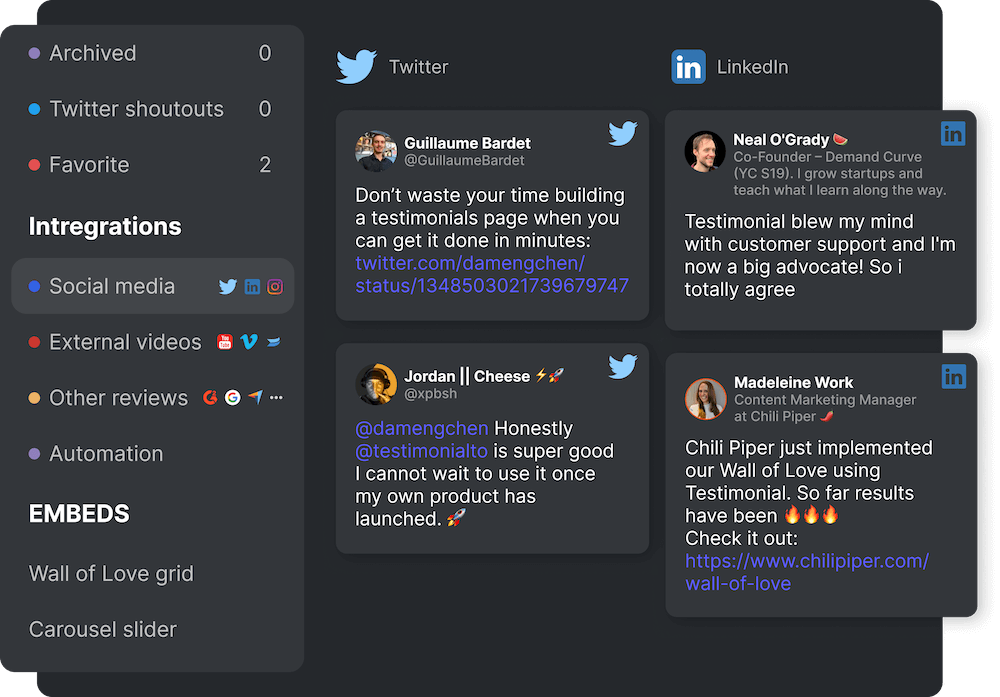 Archived 0
Twitter shoutouts 0
Favorite 2
Intregrations
Social media
External videos
Other reviews
Automation
EMBEDS
Wall of Love grid
Carousel slider
Twitter
Guillaume Bardet
@GuillaumeBardet
Don’t waste your time building
a testimonials page when you
can get it done in minutes:
twitter.com/damengchen/
status/1348503021739679747
Jordan || Cheese ⚡🚀
@xpbsh
@damengchen Honestly
@testimonialto is super good
I cannot wait to use it once
my own product has
launched. 🚀
LinkedIn
Neal O'Grady 🍉
Co-Founder – Demand Curve
(YC S19). I grow startups and
teach what I learn along the way.
Testimonial blew my mind
with customer support and I'm
now a big advocate! So i
totally agree
Madeleine Work
Content Marketing Manager
at Chili Piper 🌶️
Chili Piper just implemented
our Wall of Love using
Testimonial. So far results
have been 🔥🔥🔥
Check it out:
https://www.chilipiper.com/
wall-of-love